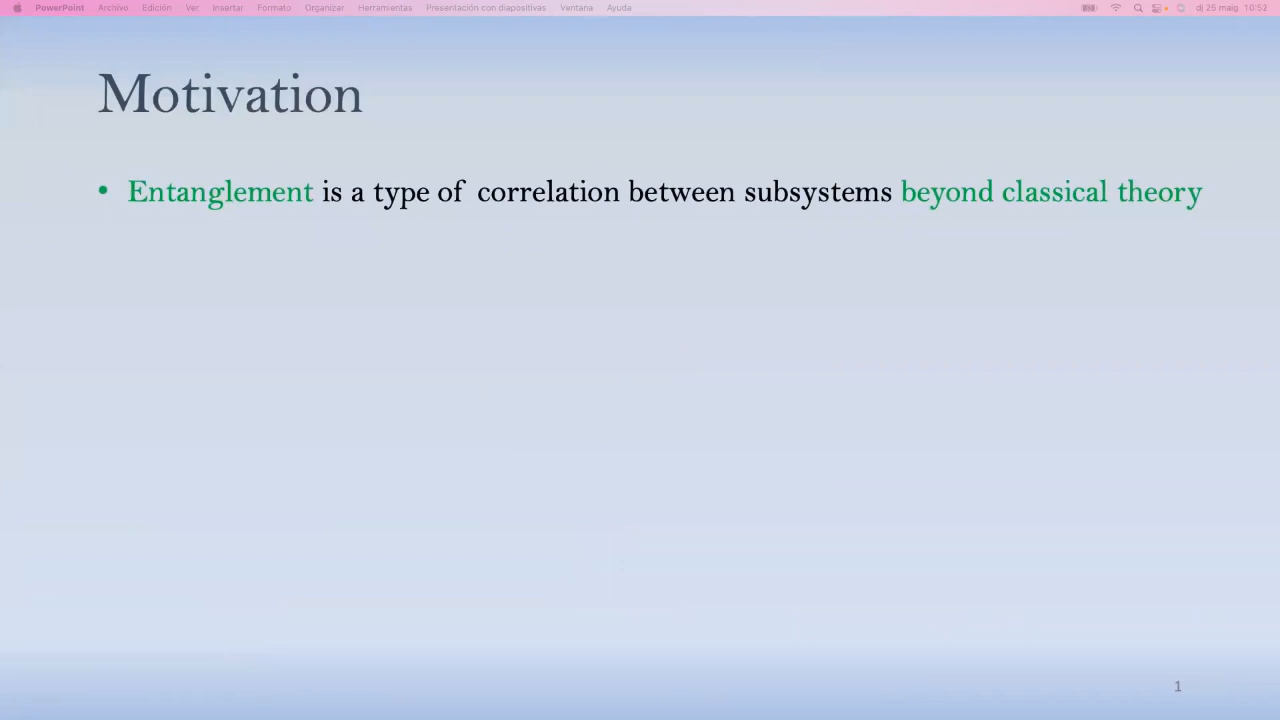 PowerPoint Archivo Edición Ver Insertar Formato Organizar Herramientas Presentación con diapositivas Ventana Ayuda dj 25 maig 10:52
Motivation
• Entanglement is a type of correlation between subsystems beyond classical theory
1